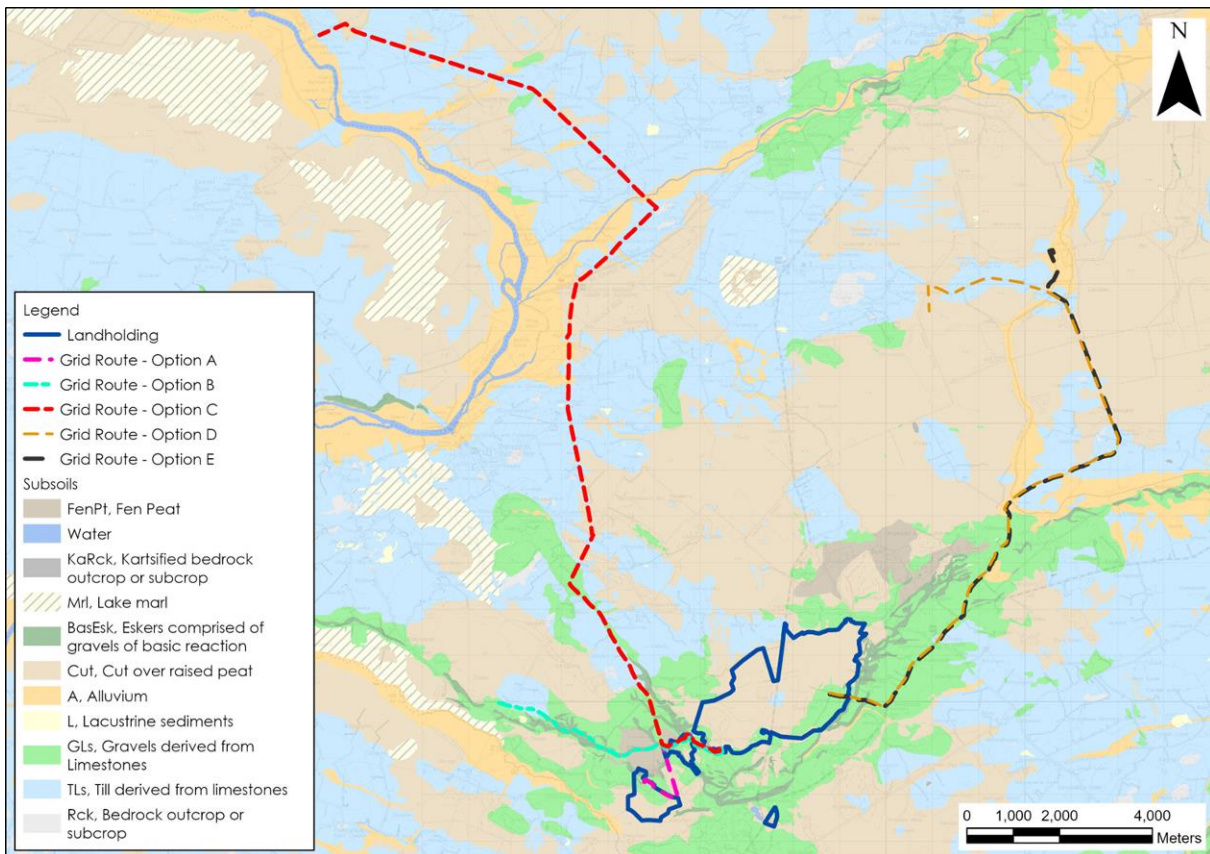 N
Legend
Landholding
Grid Route - Option A
Grid Route - Option B
Grid Route - Option C
Grid Route - Option D
Grid Route - Option E
Subsoils
FenPt, Fen Peat
Water
KaRck, Kartsified bedrock
outcrop or subcrop
Mrl, Lake marl
BasEsk, Eskers comprised of
gravels of basic reaction
Cut, Cut over raised peat
A, Alluvium
L, Lacustrine sediments
GLs, Gravels derived from
Limestones
TLs, Till derived from limestones
Rck, Bedrock outcrop or
subcrop
0 1,000 2,000 4,000
Meters